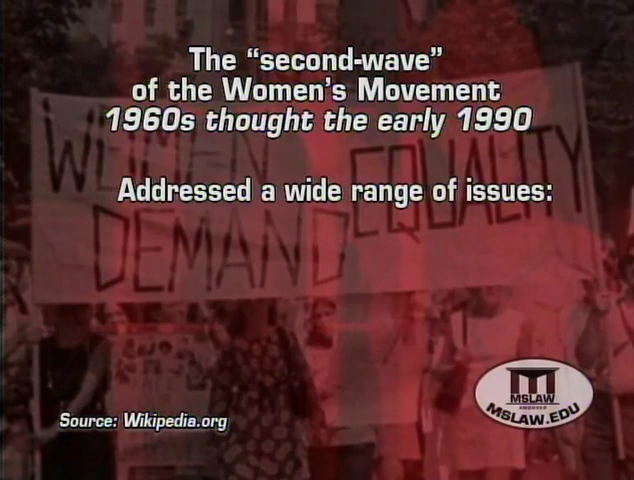 The “second-wave”
of the Women's Movement
1960s thought the early 1990
Addressed a wide range of issues:
WOMEN EQUALITY
DEMAND
Source: Wikipedia.org
MSLAW
ANDOVER
MSLAW.EDU